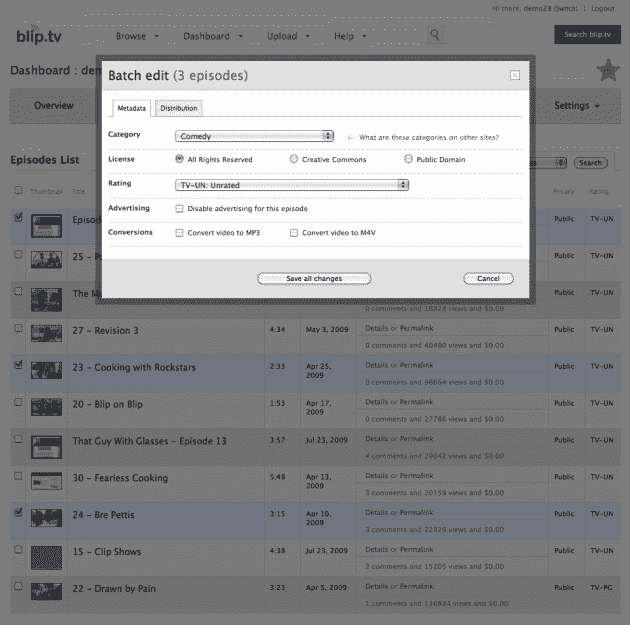 Hi there, demo28 (Switch) | Logout
blip.tv Browse Dashboard Upload Help Search blip.tv
Dashboard : dem
Overview Settings
Batch edit (3 episodes)
Metadata Distribution
Category Comedy ← What are these categories on other sites?
License All Rights Reserved Creative Commons Public Domain
Rating TV-UN: Unrated
Advertising Disable advertising for this episode
Conversions Convert video to MP3 Convert video to M4V
Save all changes Cancel
Episodes List Search
Thumbnail Title Privacy Rating
Episod Public TV-UN
25 - P Public TV-UN
The M Public TV-UN
0 comments and 18828 views and $0.00
27 - Revision 3 4:34 May 3, 2009 Details or Permalink Public TV-UN
0 comments and 40490 views and $0.00
23 - Cooking with Rockstars 2:33 Apr 25, 2009 Details or Permalink Public TV-UN
0 comments and 98664 views and $0.00
20 - Blip on Blip 1:53 Apr 17, 2009 Details or Permalink Public TV-UN
0 comments and 27786 views and $0.00
That Guy With Glasses - Episode 13 3:57 Jul 23, 2009 Details or Permalink Public TV-UN
4 comments and 29642 views and $0.00
30 - Fearless Cooking 5:48 Apr 13, 2009 Details or Permalink Public TV-UN
3 comments and 20159 views and $0.00
24 - Bre Pettis 3:15 Apr 10, 2009 Details or Permalink Public TV-UN
3 comments and 22829 views and $0.00
15 - Clip Shows 4:38 Jul 23, 2009 Details or Permalink Public TV-UN
2 comments and 15205 views and $0.00
22 - Drawn by Pain 3:23 Apr 5, 2009 Details or Permalink Public TV-PG
1 comments and 116884 views and $0.00